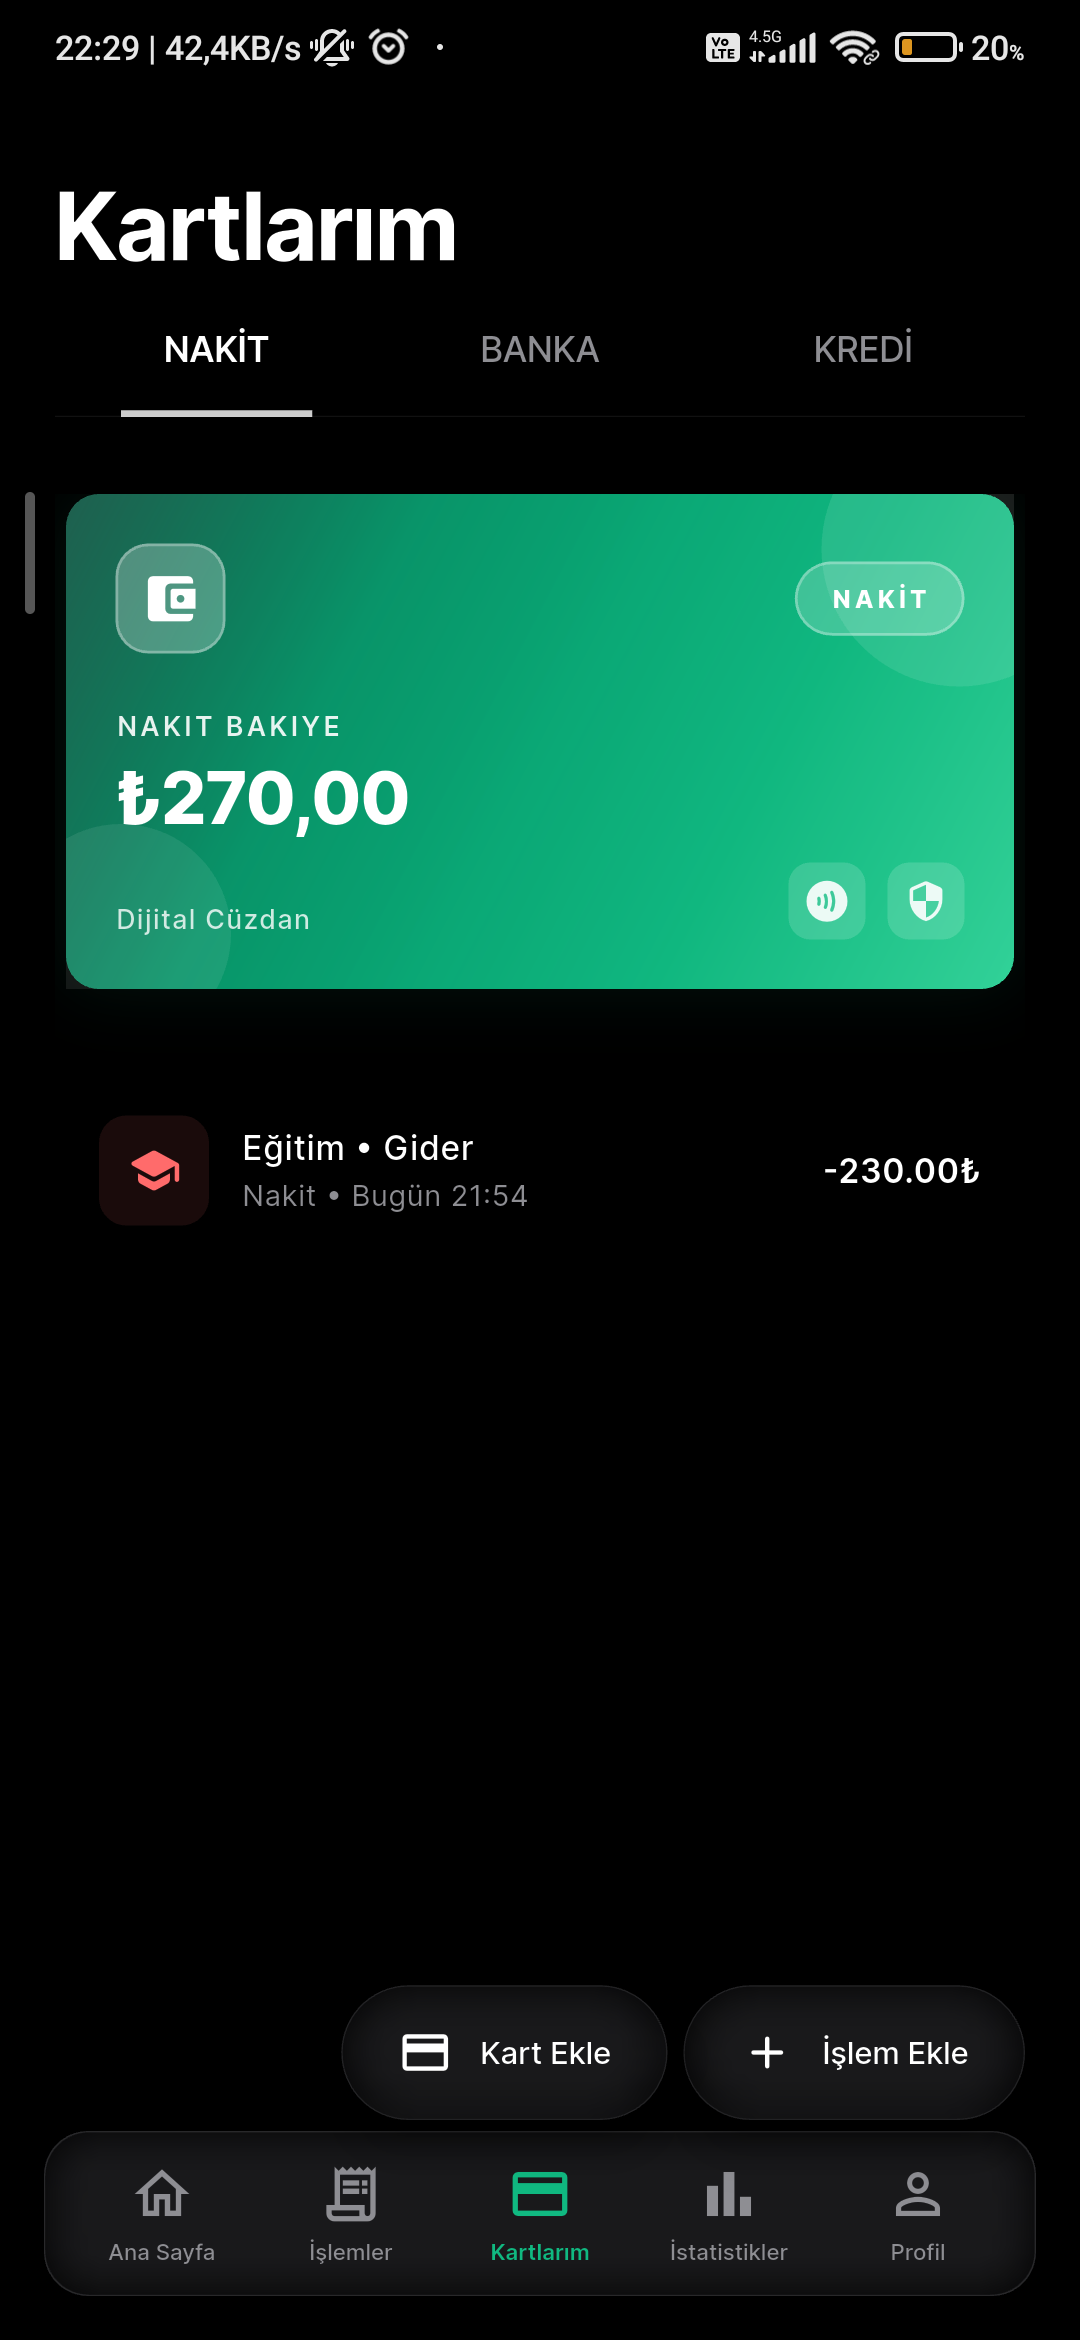 22:29 | 42,4KB/s
Vo LTE 4.5G 20%
Kartlarım
NAKİT BANKA KREDİ
NAKİT
NAKIT BAKIYE
₺270,00
Dijital Cüzdan
Eğitim • Gider
-230.00₺
Nakit • Bugün 21:54
Kart Ekle İşlem Ekle
Ana Sayfa İşlemler Kartlarım İstatistikler Profil